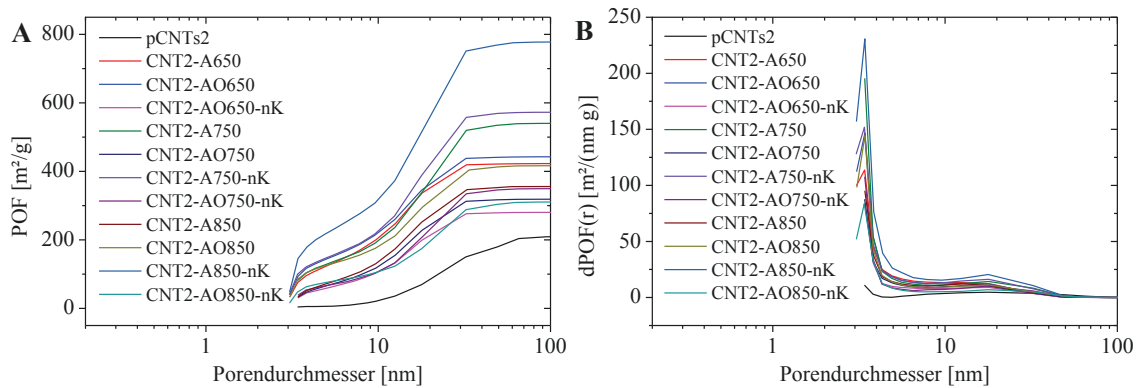 A
POF [m²/g]
800
600
400
200
0
pCNTs2
CNT2-A650
CNT2-AO650
CNT2-AO650-nK
CNT2-A750
CNT2-AO750
CNT2-A750-nK
CNT2-AO750-nK
CNT2-A850
CNT2-AO850
CNT2-A850-nK
CNT2-AO850-nK
1 10 100
Porendurchmesser [nm]
B
dPOF(r) [m²/(nm g)]
250
200
150
100
50
0
pCNTs2
CNT2-A650
CNT2-AO650
CNT2-AO650-nK
CNT2-A750
CNT2-AO750
CNT2-A750-nK
CNT2-AO750-nK
CNT2-A850
CNT2-AO850
CNT2-A850-nK
CNT2-AO850-nK
1 10 100
Porendurchmesser [nm]